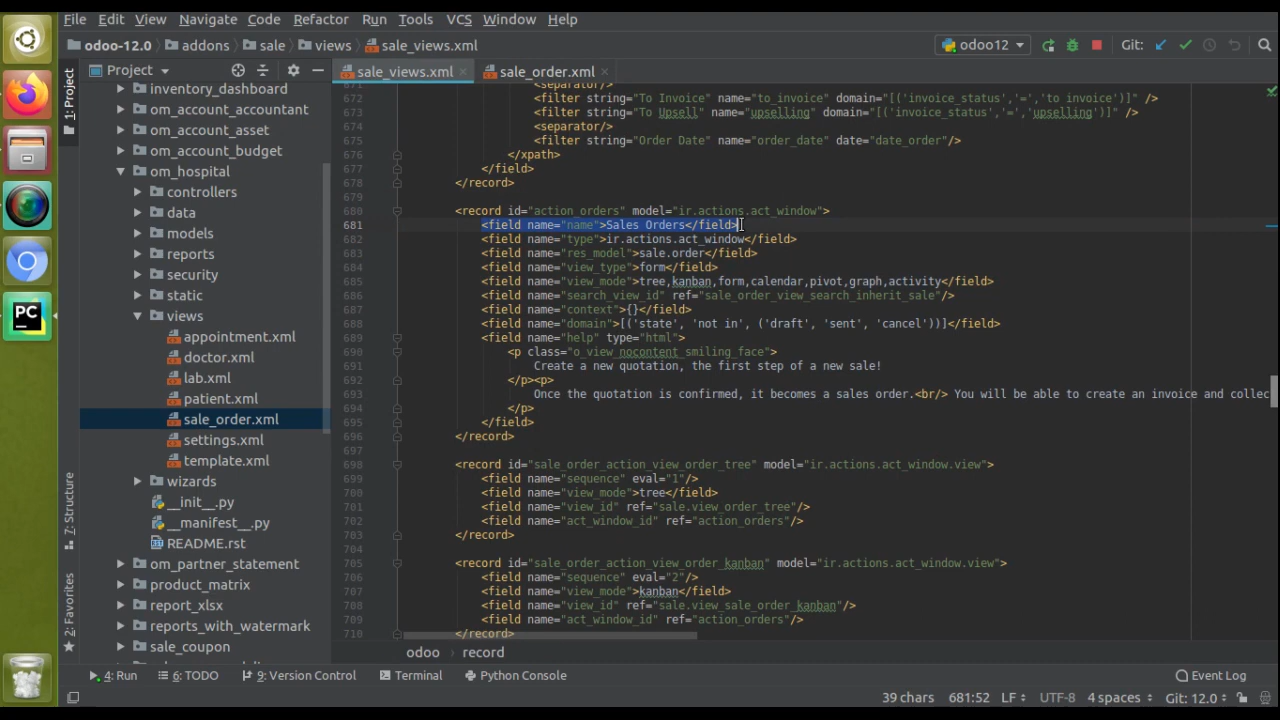 File Edit View Navigate Code Refactor Run Tools VCS Window Help
odoo-12.0 addons sale views sale_views.xml odoo12 Git:
1: Project
Project
sale_views.xml sale_order.xml
inventory_dashboard
om_account_accountant
om_account_asset
om_account_budget
om_hospital
controllers
data
models
reports
security
static
views
appointment.xml
doctor.xml
lab.xml
patient.xml
sale_order.xml
settings.xml
template.xml
wizards
__init__.py
__manifest__.py
README.rst
om_partner_statement
product_matrix
report_xlsx
reports_with_watermark
sale_coupon
7: Structure
2: Favorites
PC
671 <separator/>
672 <filter string="To Invoice" name="to_invoice" domain="[('invoice_status','=','to invoice')]" />
673 <filter string="To Upsell" name="upselling" domain="[('invoice_status','=','upselling')]" />
674 <separator/>
675 <filter string="Order Date" name="order_date" date="date_order"/>
676 </xpath>
677 </field>
678 </record>
679
680 <record id="action_orders" model="ir.actions.act_window">
681 <field name="name">Sales Orders</field>
682 <field name="type">ir.actions.act_window</field>
683 <field name="res_model">sale.order</field>
684 <field name="view_type">form</field>
685 <field name="view_mode">tree,kanban,form,calendar,pivot,graph,activity</field>
686 <field name="search_view_id" ref="sale_order_view_search_inherit_sale"/>
687 <field name="context">{}</field>
688 <field name="domain">[('state', 'not in', ('draft', 'sent', 'cancel'))]</field>
689 <field name="help" type="html">
690 <p class="o_view_nocontent_smiling_face">
691 Create a new quotation, the first step of a new sale!
692 </p><p>
693 Once the quotation is confirmed, it becomes a sales order.<br/> You will be able to create an invoice and collec
694 </p>
695 </field>
696 </record>
697
698 <record id="sale_order_action_view_order_tree" model="ir.actions.act_window.view">
699 <field name="sequence" eval="1"/>
700 <field name="view_mode">tree</field>
701 <field name="view_id" ref="sale.view_order_tree"/>
702 <field name="act_window_id" ref="action_orders"/>
703 </record>
704
705 <record id="sale_order_action_view_order_kanban" model="ir.actions.act_window.view">
706 <field name="sequence" eval="2"/>
707 <field name="view_mode">kanban</field>
708 <field name="view_id" ref="sale.view_sale_order_kanban"/>
709 <field name="act_window_id" ref="action_orders"/>
710 </record>
odoo record
4: Run 6: TODO 9: Version Control Terminal Python Console Event Log
39 chars 681:52 LF UTF-8 4 spaces Git: 12.0